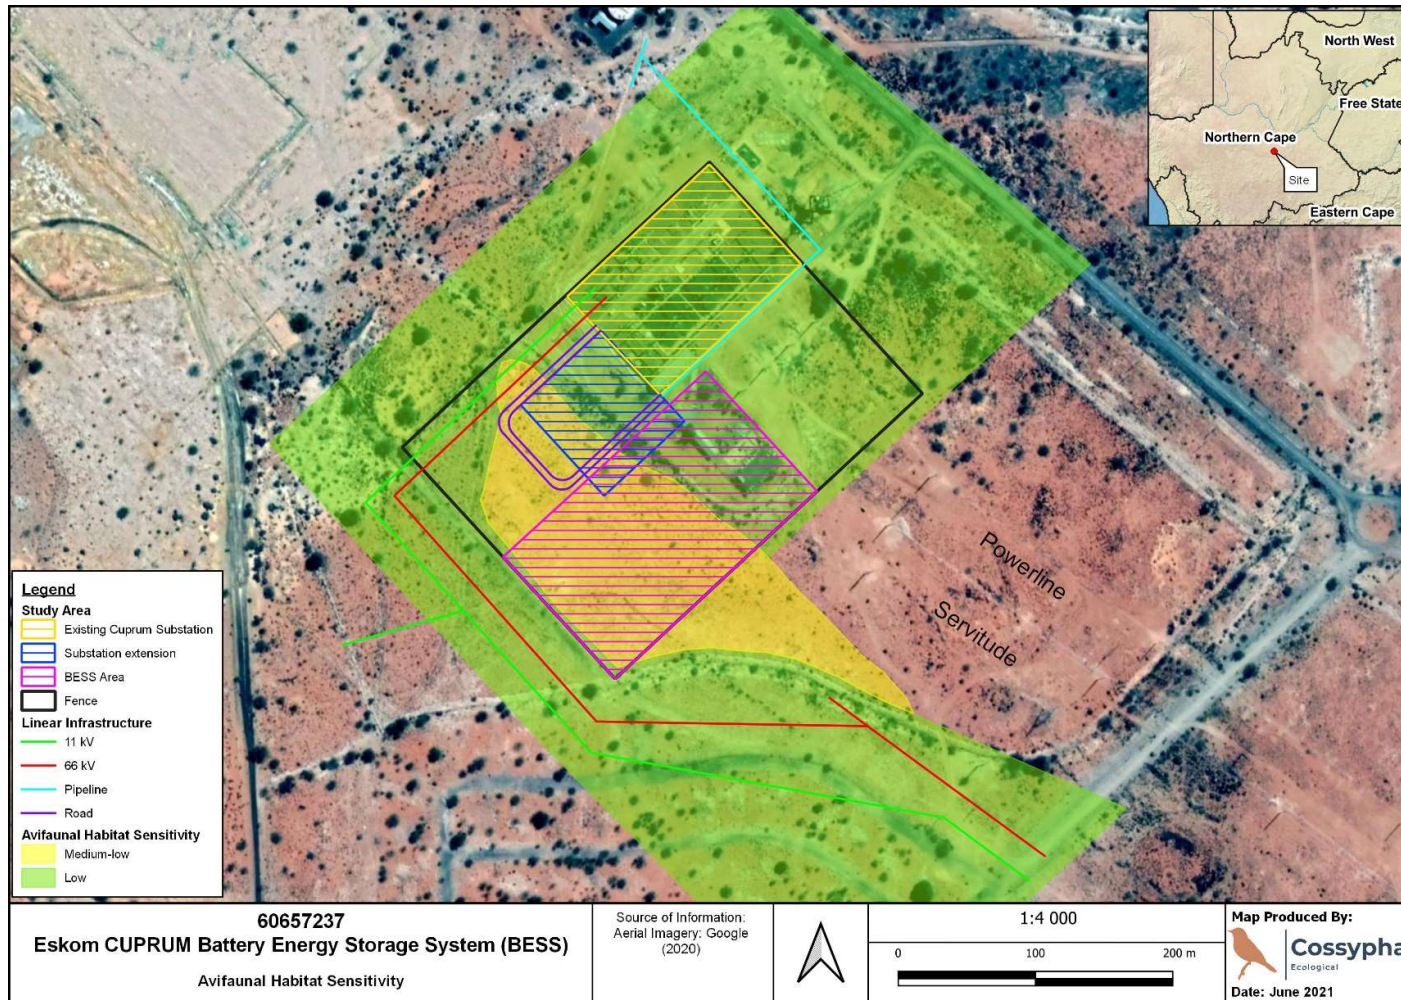 North West
Free State
Northern Cape
Site
Eastern Cape
Powerline
Servitude
Legend
Study Area
Existing Cuprum Substation
Substation extension
BESS Area
Fence
Linear Infrastructure
11 kV
66 kV
Pipeline
Road
Avifaunal Habitat Sensitivity
Medium-low
Low
60657237
Eskom CUPRUM Battery Energy Storage System (BESS)
Avifaunal Habitat Sensitivity
Source of Information:
Aerial Imagery: Google
(2020)
1:4 000
0 100 200 m
Map Produced By:
Cossypha
Ecological
Date: June 2021